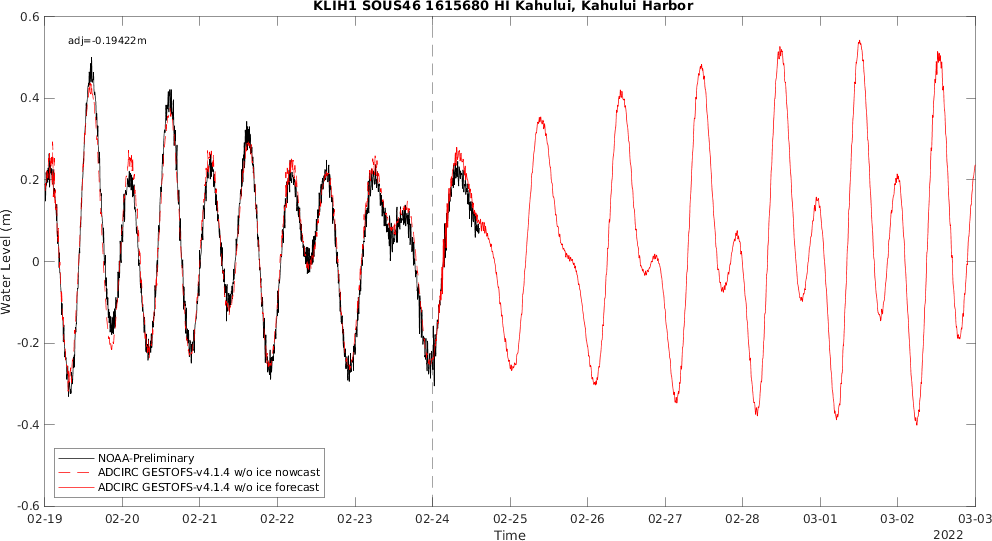 KLIH1 SOUS46 1615680 HI Kahului, Kahului Harbor
adj=-0.19422m
0.6
0.4
0.2
0
-0.2
-0.4
-0.6
Water Level (m)
NOAA-Preliminary
ADCIRC GESTOFS-v4.1.4 w/o ice nowcast
ADCIRC GESTOFS-v4.1.4 w/o ice forecast
02-19 02-20 02-21 02-22 02-23 02-24 02-25 02-26 02-27 02-28 03-01 03-02 03-03
Time
2022